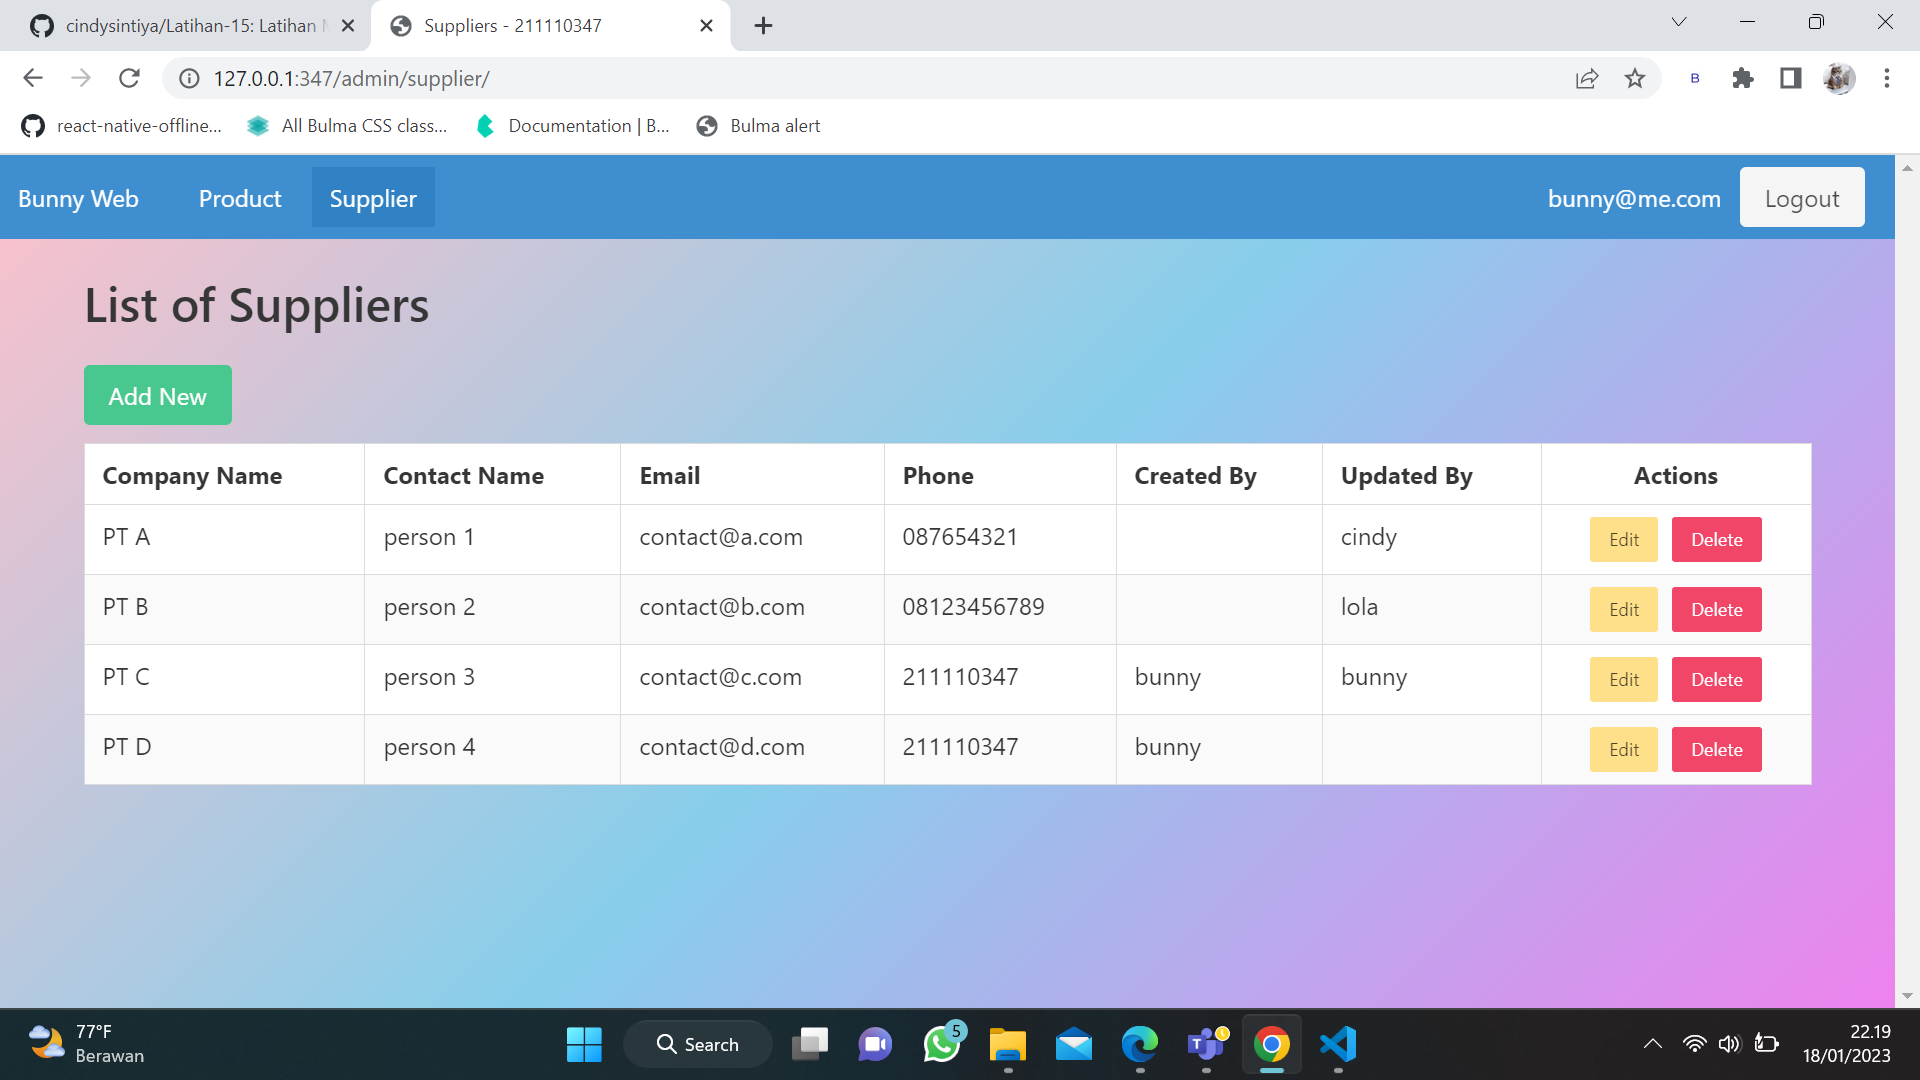 cindysintiya/Latihan-15: Latihan
Suppliers - 211110347
127.0.0.1:347/admin/supplier/
B
react-native-offline...
All Bulma CSS class...
Documentation | B...
Bulma alert
Bunny Web
Product
Supplier
bunny@me.com
Logout
List of Suppliers
Add New
Company Name Contact Name Email Phone Created By Updated By Actions
PT A person 1 contact@a.com 087654321 cindy Edit Delete
PT B person 2 contact@b.com 08123456789 lola Edit Delete
PT C person 3 contact@c.com 211110347 bunny bunny Edit Delete
PT D person 4 contact@d.com 211110347 bunny Edit Delete
77°F
Berawan
Search
5
T
22.19
18/01/2023